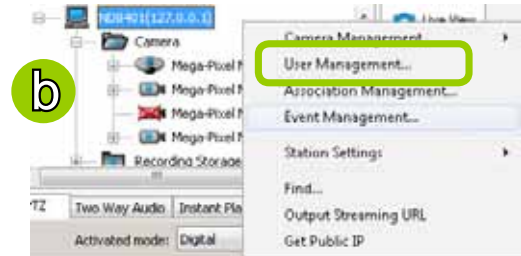 ND8401(127.0.0.1)
Live View
Camera
Camera Management
Mega-Pixel
User Management...
b
Mega-Pixel
Association Management...
Mega-Pixel
Event Management...
Mega-Pixel
Recording Storage
Station Settings
Find...
TZ Two Way Audio Instant Pla
Output Streaming URL
Activated mode: Digital
Get Public IP